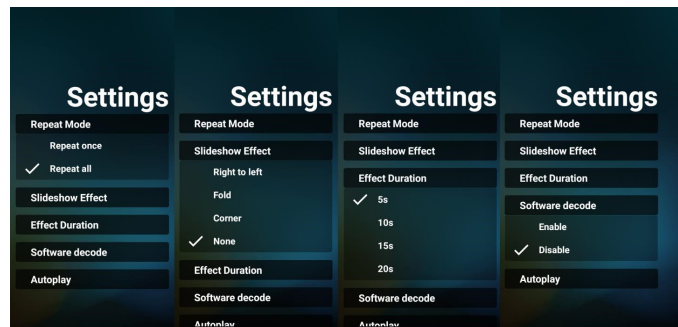 Settings
Repeat Mode
Repeat once
Repeat all
Slideshow Effect
Effect Duration
Software decode
Autoplay
Settings
Repeat Mode
Slideshow Effect
Right to left
Fold
Corner
None
Effect Duration
Software decode
Autoplay
Settings
Repeat Mode
Slideshow Effect
Effect Duration
5s
10s
15s
20s
Software decode
Autoplay
Settings
Repeat Mode
Slideshow Effect
Effect Duration
Software decode
Enable
Disable
Autoplay